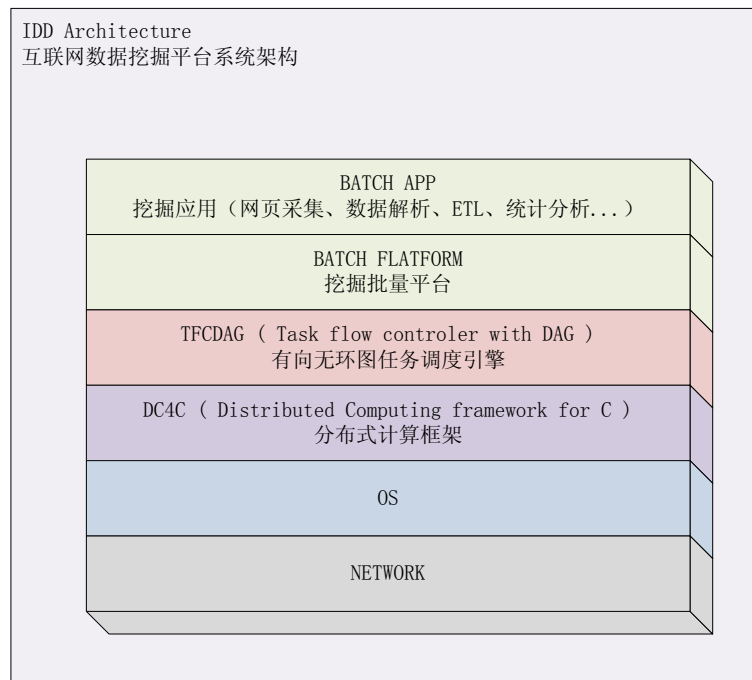 IDD Architecture
互联网数据挖掘平台系统架构
BATCH APP
挖掘应用（网页采集、数据解析、ETL、统计分析...）
BATCH FLATFORM
挖掘批量平台
TFCDAG ( Task flow controler with DAG )
有向无环图任务调度引擎
DC4C ( Distributed Computing framework for C )
分布式计算框架
OS
NETWORK